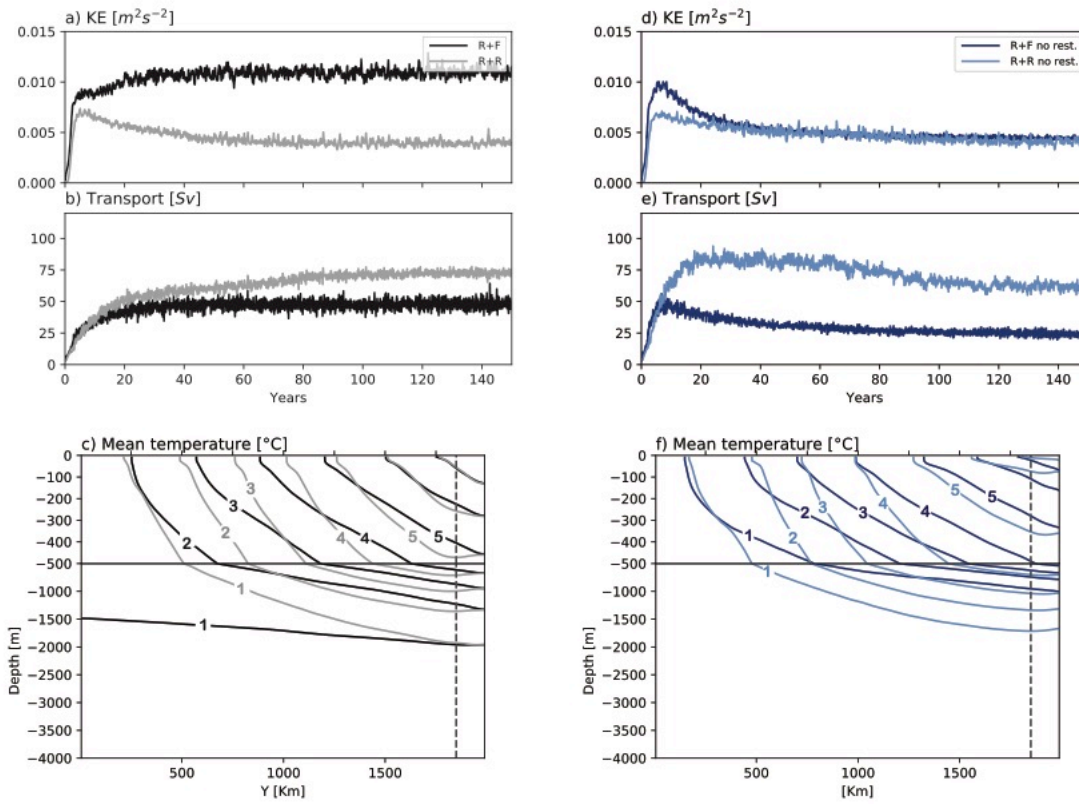 a) KE [m²s⁻²]
0.015
0.010
0.005
0.000
R+F
R+R
b) Transport [Sv]
100
75
50
25
0
0 20 40 60 80 100 120 140
Years
c) Mean temperature [°C]
0
−100
−200
−300
−400
−500
−1000
−1500
−2000
−2500
−3000
−3500
−4000
Depth [m]
1 2 3 4 5
1 2 3 4 5
500 1000 1500
Y [Km]
d) KE [m²s⁻²]
0.015
0.010
0.005
0.000
R+F no rest.
R+R no rest.
e) Transport [Sv]
100
75
50
25
0
0 20 40 60 80 100 120 140
Years
f) Mean temperature [°C]
0
−100
−200
−300
−400
−500
−1000
−1500
−2000
−2500
−3000
−3500
−4000
Depth [m]
1 2 3 4 5
1 2 3 4 5
500 1000 1500
[Km]